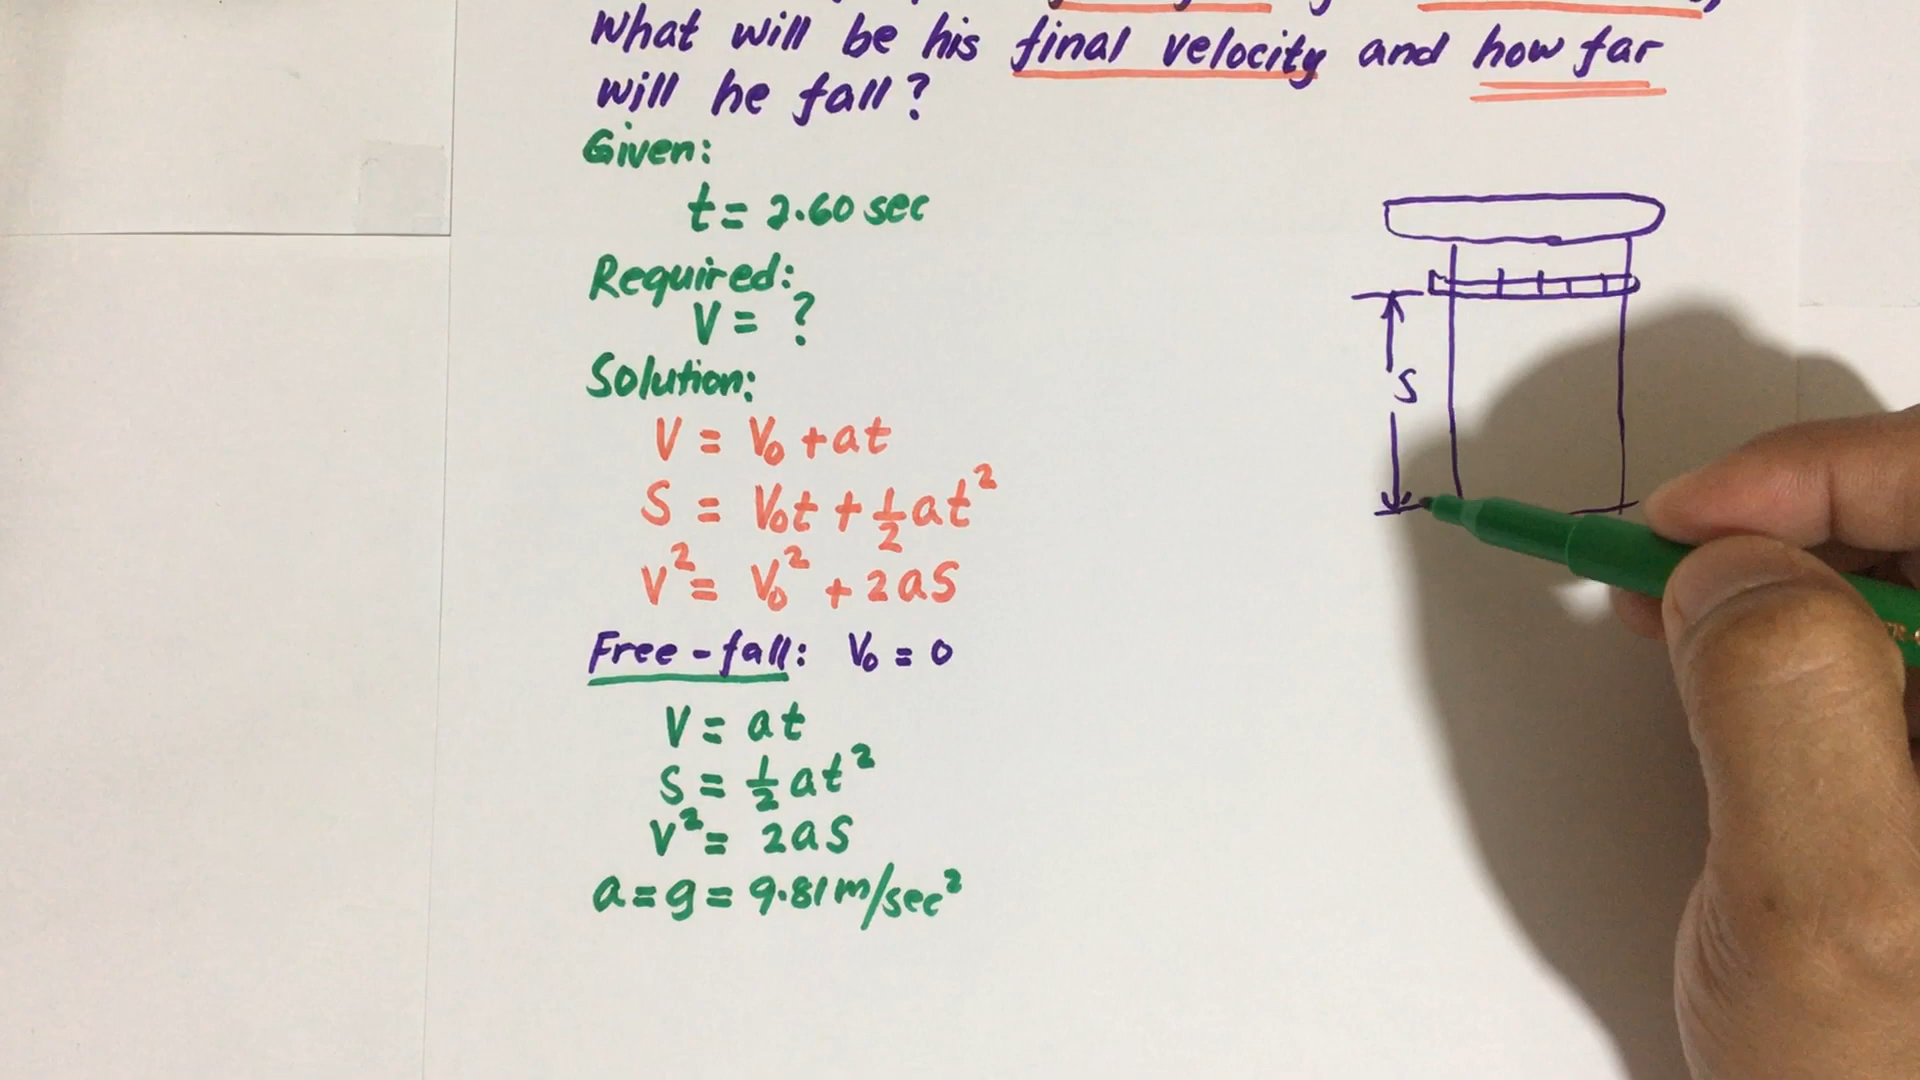 What will be his final velocity and how far
will he fall?
Given:
t = 2.60 sec
Required:
V = ?
Solution:
V = V₀ + at
S = V₀t + ½at²
V² = V₀² + 2aS
Free-fall: V₀ = 0
V = at
S = ½at²
V² = 2aS
a = g = 9.81m/sec²
S